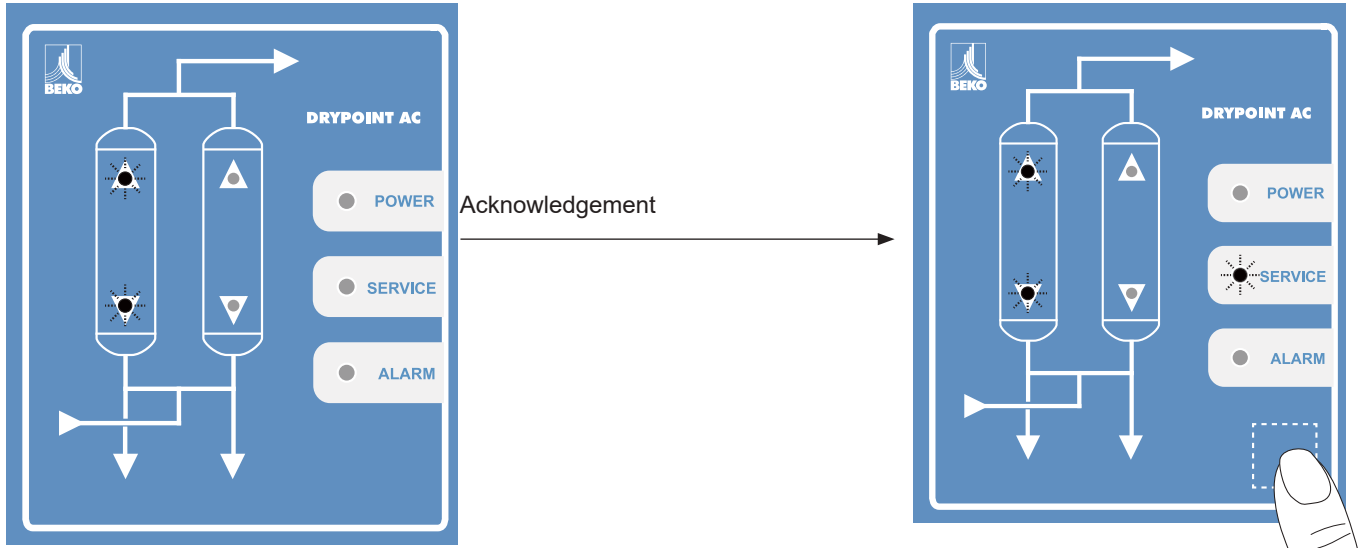 BEKO
DRYPOINT AC
POWER
SERVICE
ALARM
Acknowledgement
BEKO
DRYPOINT AC
POWER
SERVICE
ALARM